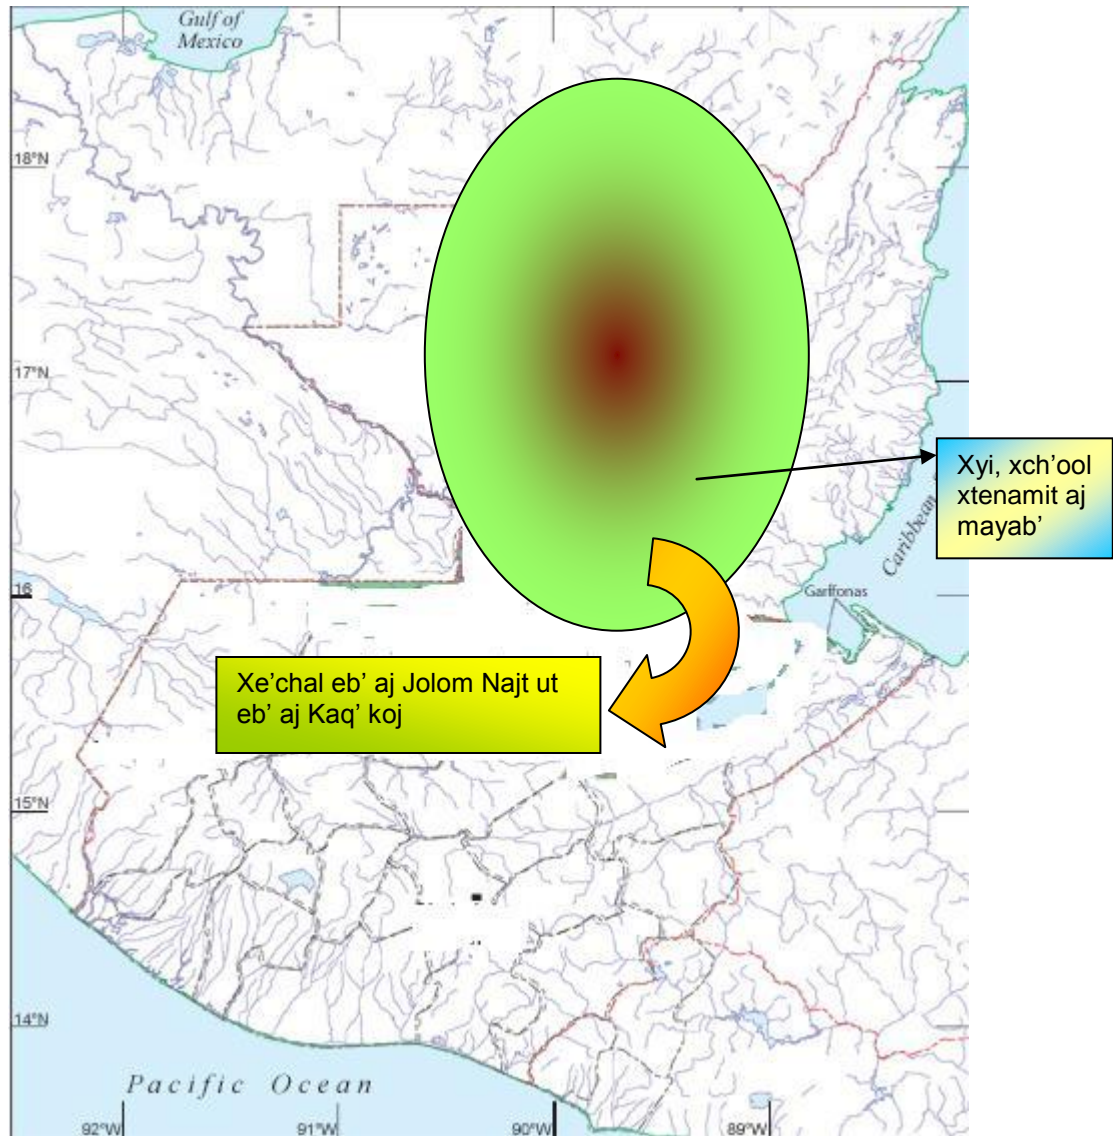 Gulf of
Mexico
18°N
17°N
Xyi, xch’ool
xtenamit aj
mayab’
Caribbean
16
Gariffonas
Xe’chal eb’ aj Jolom Najt ut
eb’ aj Kaq’ koj
15°N
14°N
Pacific Ocean
92°W
91°W
90°W
89°W